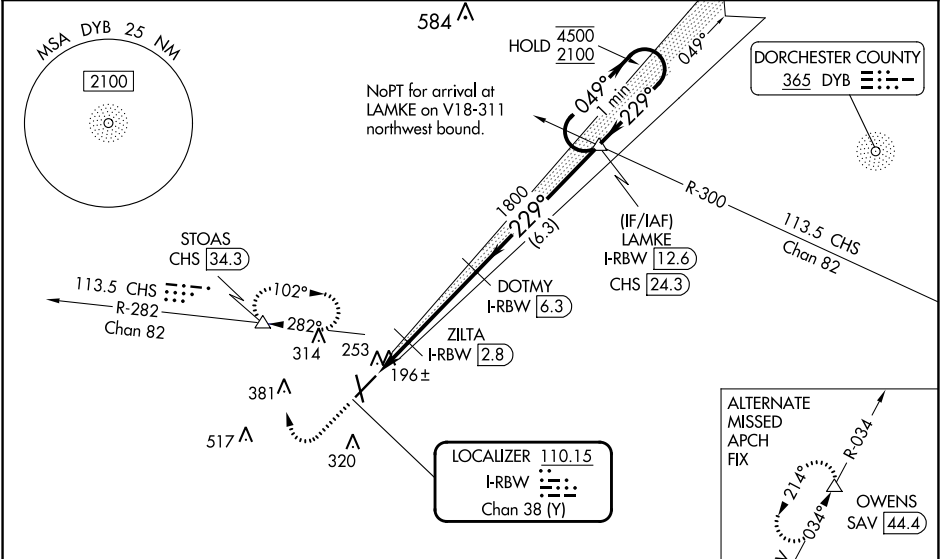 MSA DYB 25 NM
2100
584
HOLD 4500
2100
049°
1 min
229°
049°
DORCHESTER COUNTY
365 DYB
NoPT for arrival at
LAMKE on V18-311
northwest bound.
R-300
113.5 CHS
Chan 82
1800
229°
(6.3)
(IF/IAF)
LAMKE
I-RBW 12.6
CHS 24.3
STOAS
CHS 34.3
113.5 CHS
R-282
Chan 82
102°
282°
DOTMY
I-RBW 6.3
ZILTA
I-RBW 2.8
314
253
196±
381
517
320
LOCALIZER 110.15
I-RBW
Chan 38 (Y)
ALTERNATE
MISSED
APCH
FIX
R-034
214°
034°
OWENS
SAV 44.4